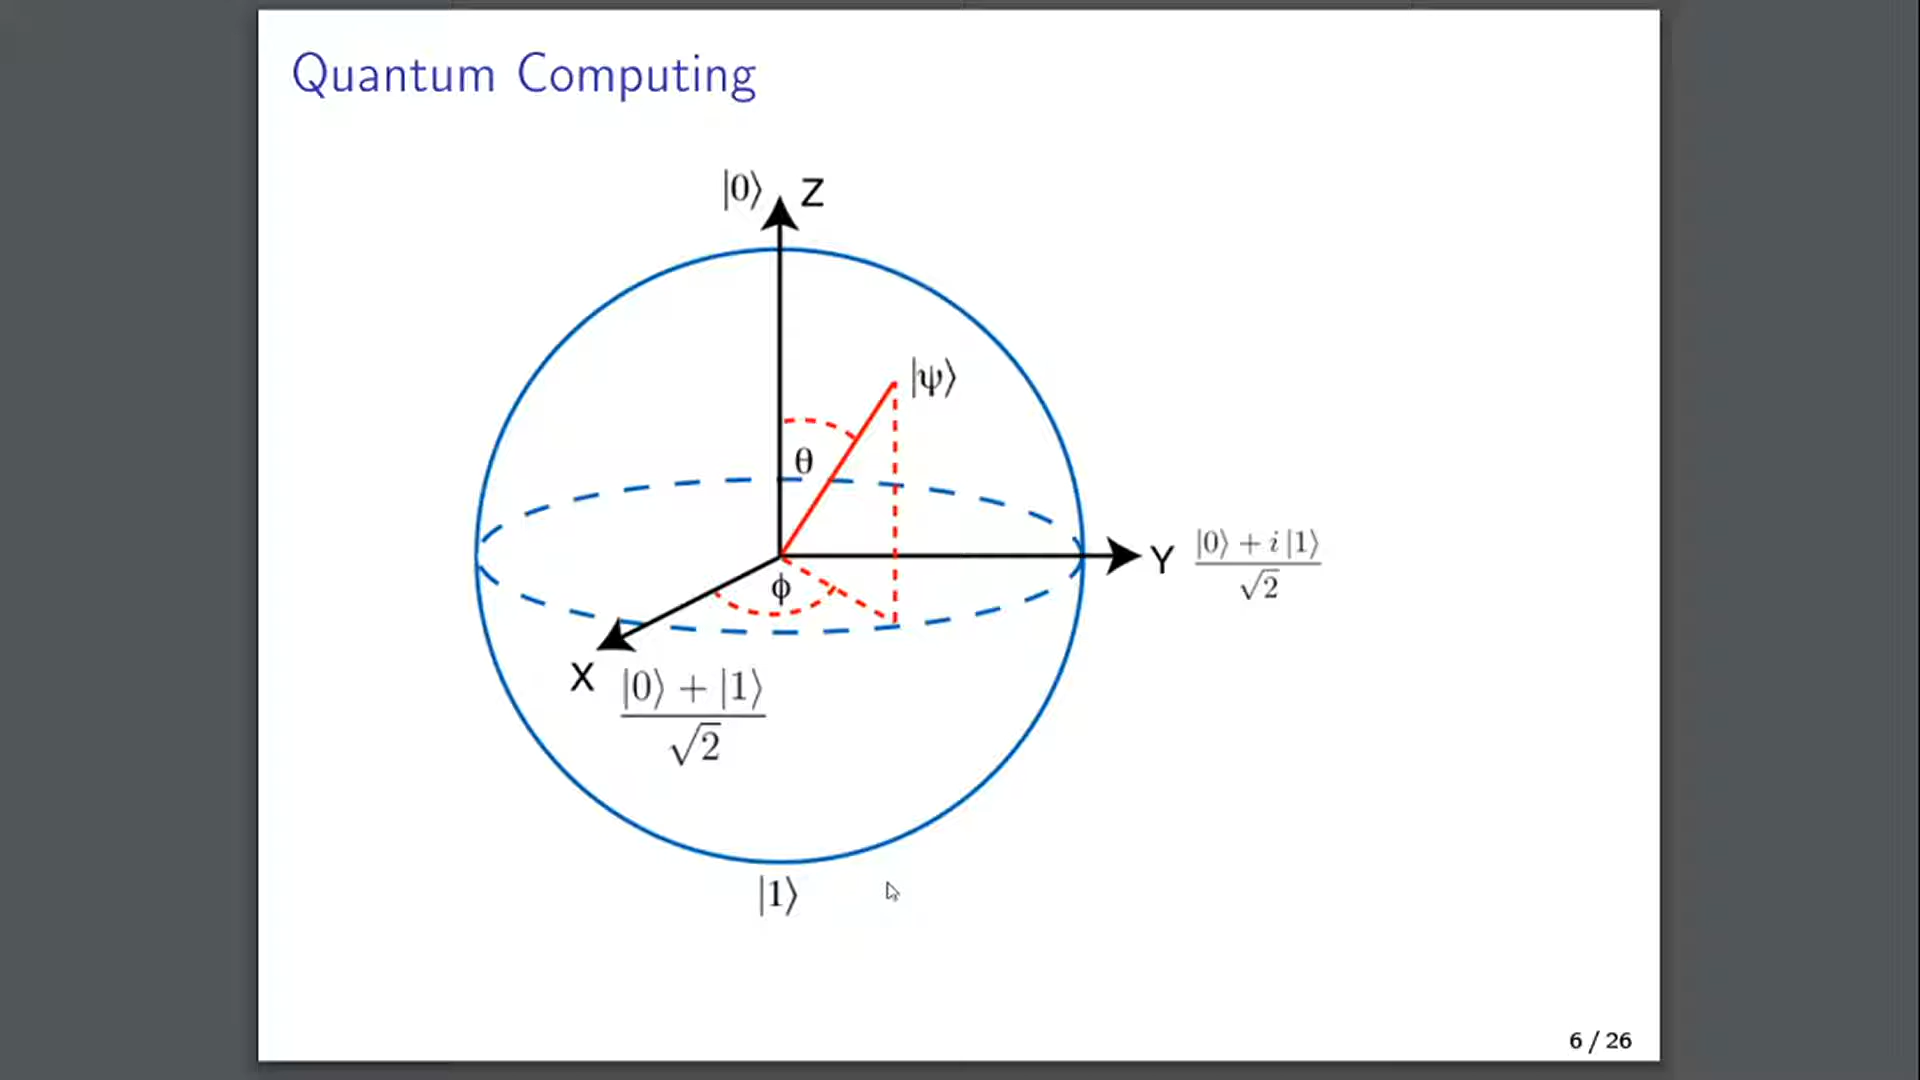 Quantum Computing
|0⟩ Z
|ψ⟩
θ
Y |0⟩ + i |1⟩
√2
ϕ
X |0⟩ + |1⟩
√2
|1⟩
6 / 26